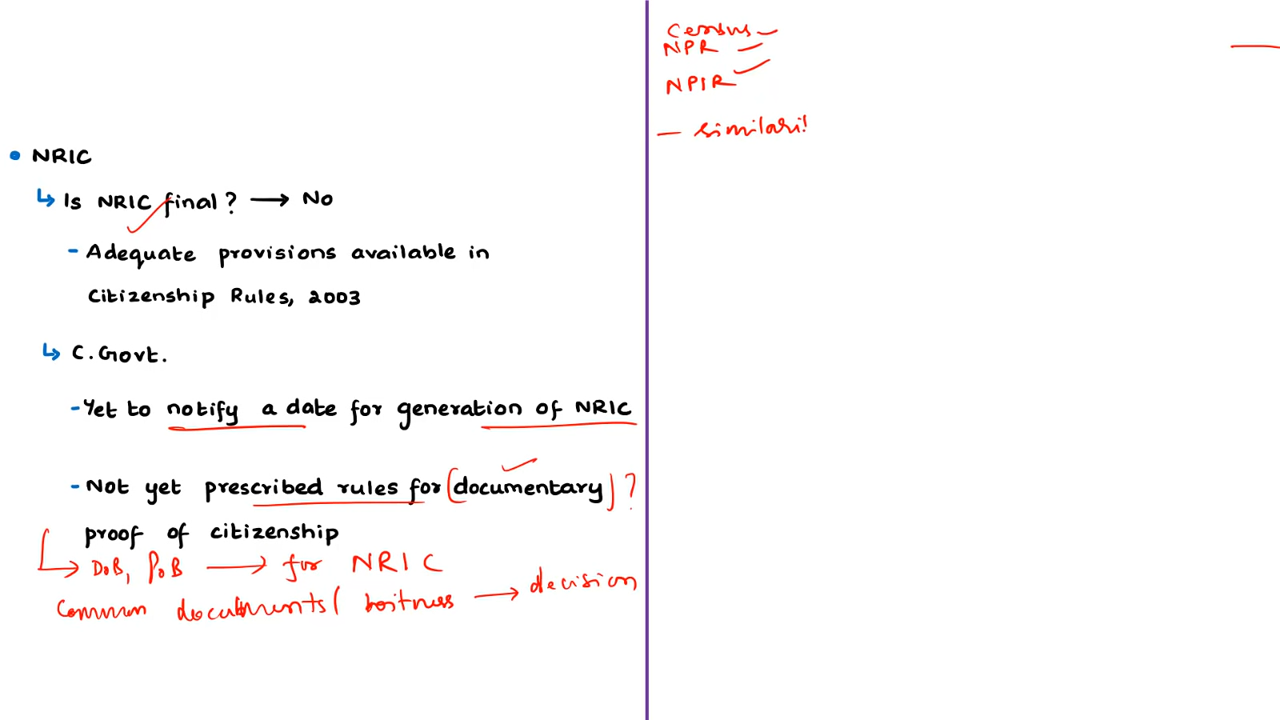 • NRIC
↳ Is NRIC final? → No
- Adequate provisions available in
Citizenship Rules, 2003
↳ C.Govt.
- Yet to notify a date for generation of NRIC
- Not yet prescribed rules for (documentary) ?
proof of citizenship
↳ DoB, PoB → for NRIC
Common documents / witness → decision
Census –
NPR –
NPIR
– similari